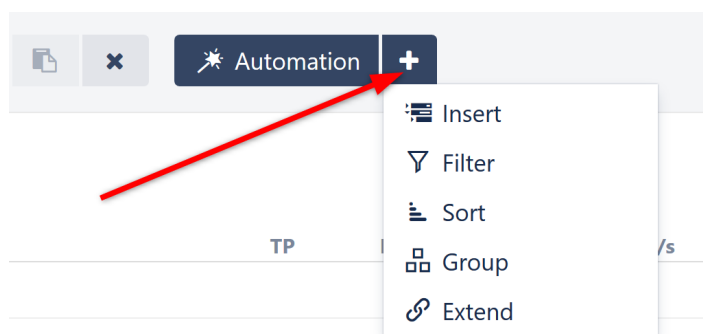 Automation
Insert
Filter
Sort
TP
/s
Group
Extend